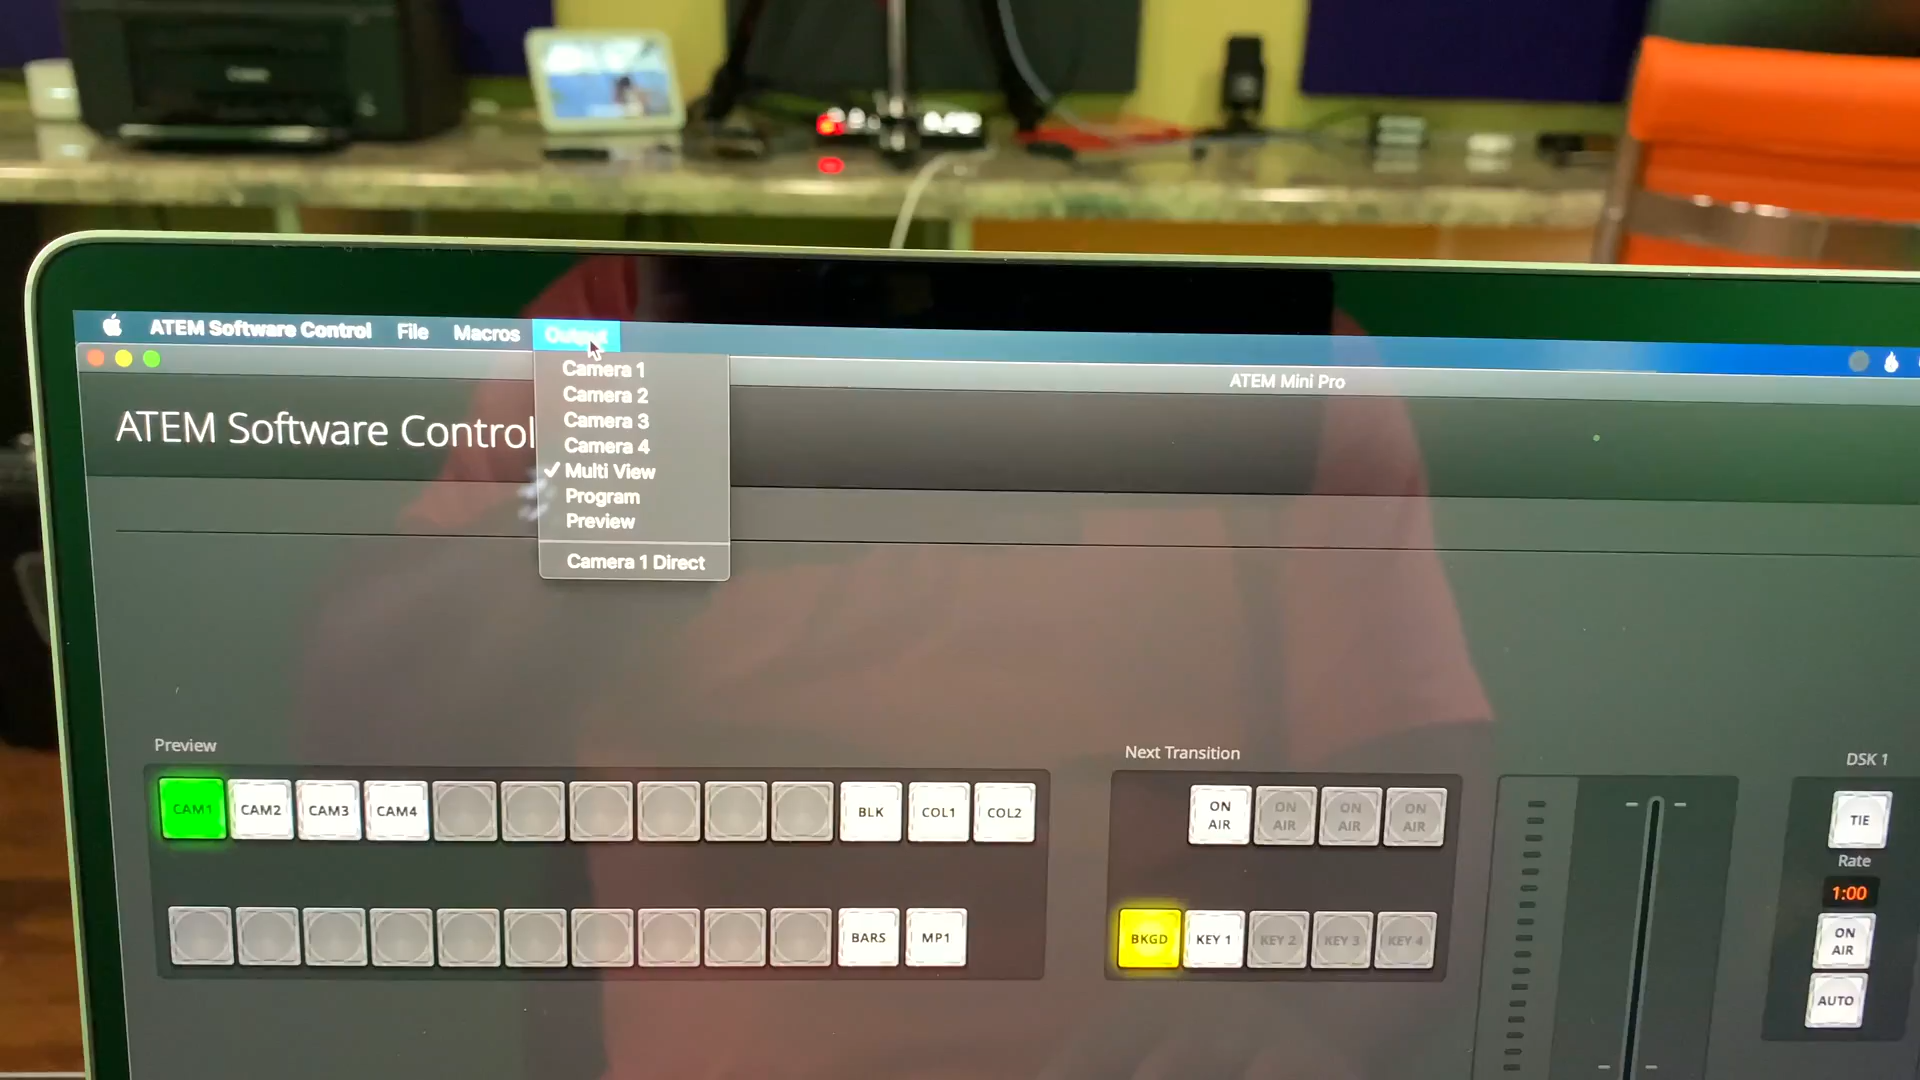 Canon
ATEM Software Control File Macros Output
ATEM Mini Pro
ATEM Software Control
Camera 1
Camera 2
Camera 3
Camera 4
✓ Multi View
Program
Preview
Camera 1 Direct
Preview
CAM1 CAM2 CAM3 CAM4 BLK COL1 COL2
BARS MP1
Next Transition
ON AIR ON AIR ON AIR ON AIR
BKGD KEY 1 KEY 2 KEY 3 KEY 4
DSK 1
TIE
Rate
1:00
ON
AIR
AUTO